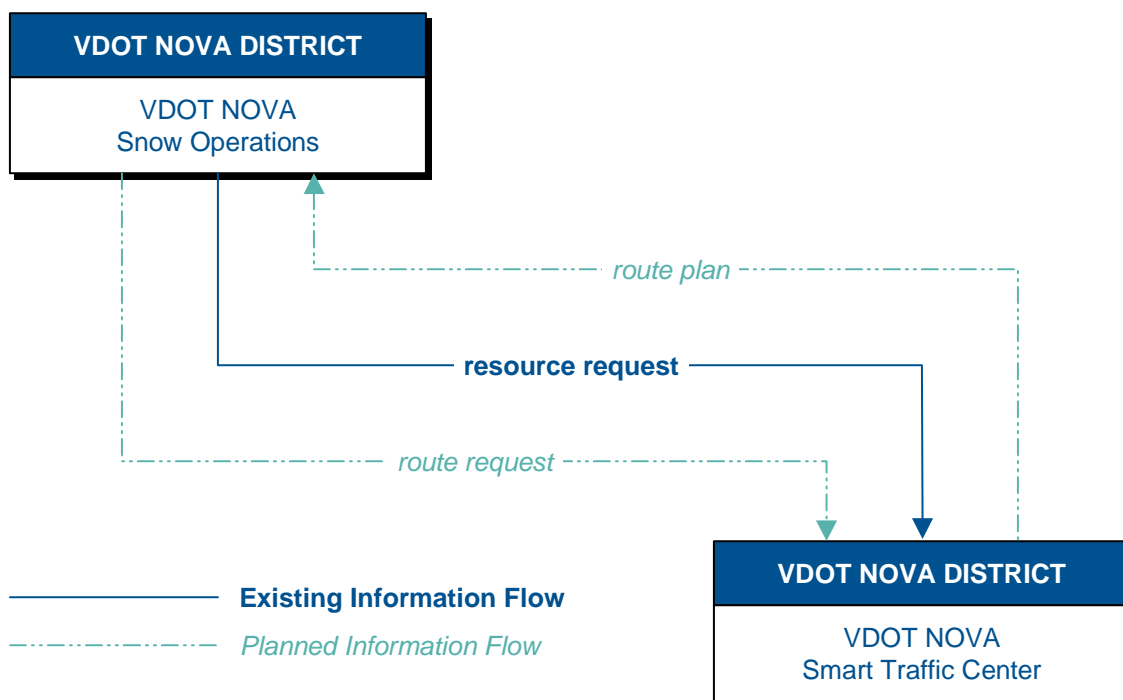 VDOT NOVA DISTRICT
VDOT NOVA
Snow Operations
route plan
resource request
route request
Existing Information Flow
Planned Information Flow
VDOT NOVA DISTRICT
VDOT NOVA
Smart Traffic Center